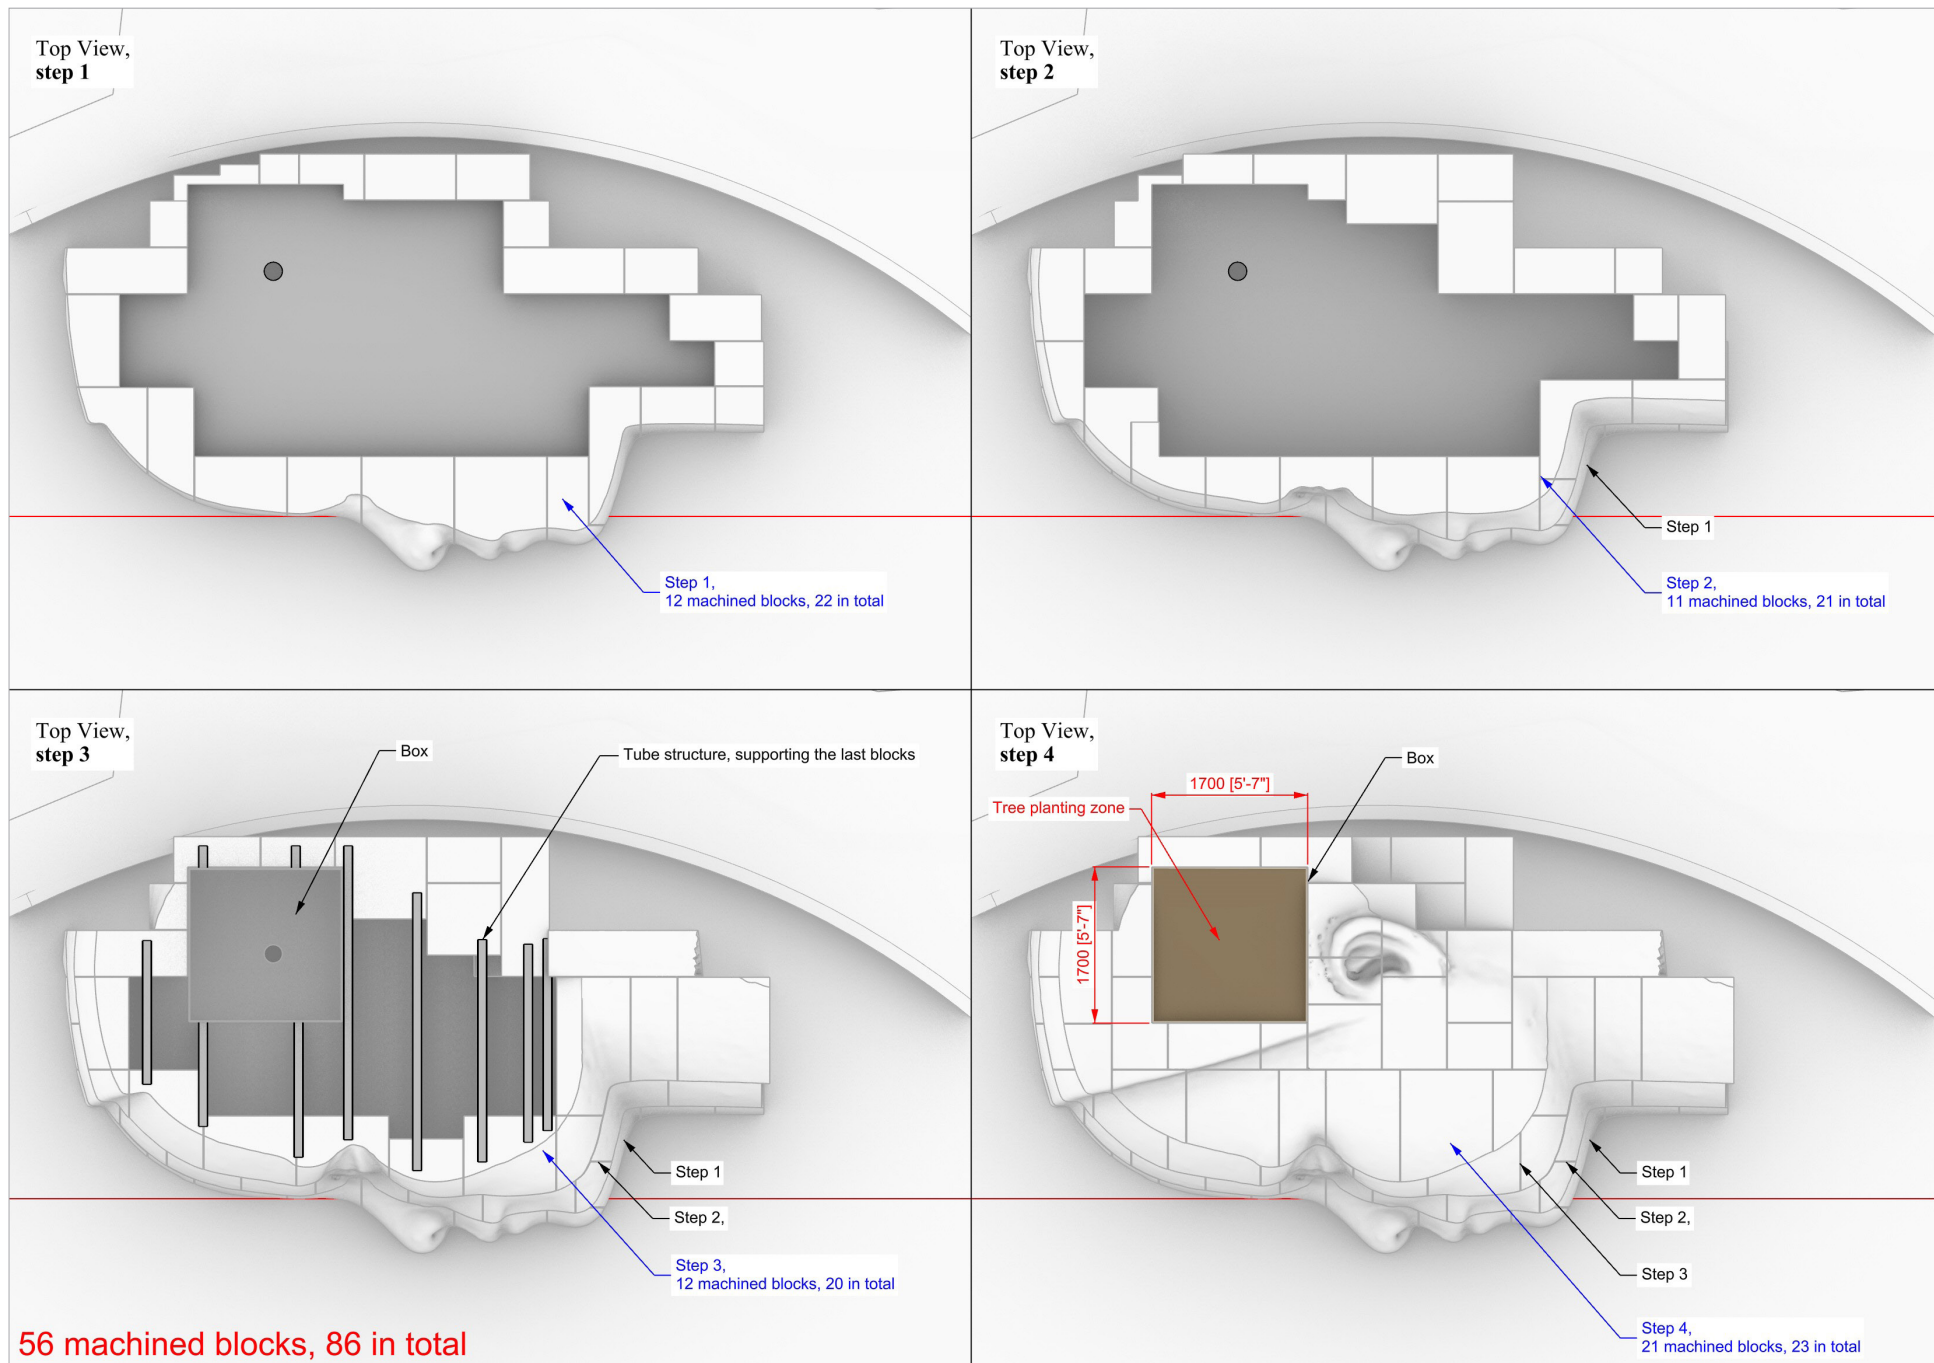 Top View,
step 1
Step 1,
12 machined blocks, 22 in total
Top View,
step 2
Step 1
Step 2,
11 machined blocks, 21 in total
Top View,
step 3
Box
Tube structure, supporting the last blocks
Step 1
Step 2,
Step 3,
12 machined blocks, 20 in total
56 machined blocks, 86 in total
Top View,
step 4
Box
1700 [5'-7"]
Tree planting zone
1700 [5'-7"]
Step 1
Step 2,
Step 3
Step 4,
21 machined blocks, 23 in total